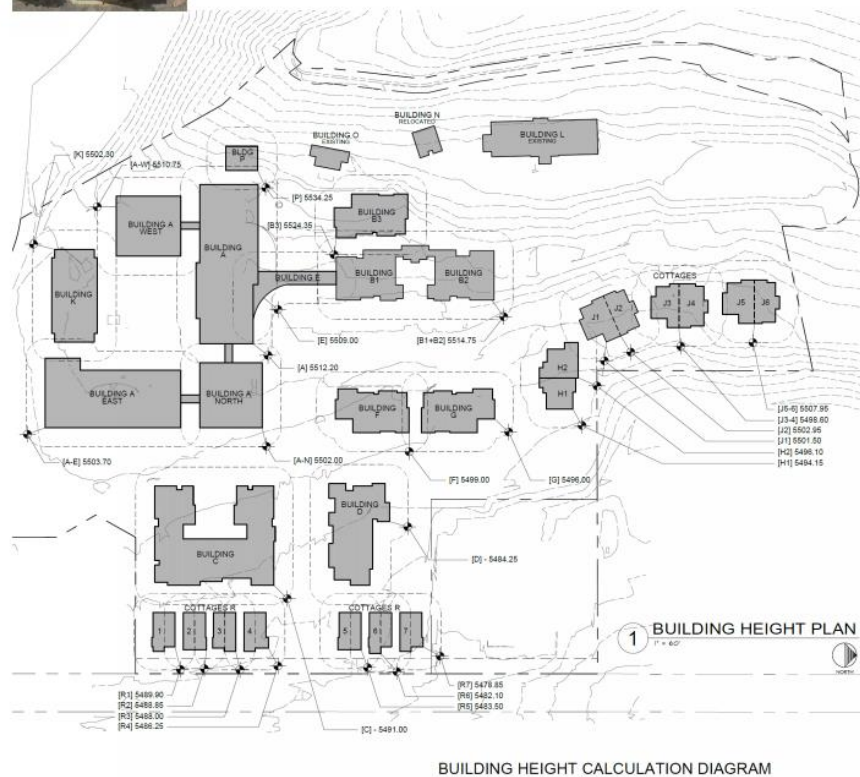 BUILDING N
RELOCATED
BUILDING O
EXISTING
BUILDING L
EXISTING
BLDG
P
[K] 5502.30
[A-W] 5510.75
[P] 5534.25
[B3] 5524.35
BUILDING A
WEST
BUILDING
A
BUILDING
B3
BUILDING E
BUILDING
B1
BUILDING
B2
BUILDING
K
COTTAGES
J1
J2
J3
J4
J5
J6
[E] 5509.00
[B1+B2] 5514.75
[A] 5512.20
H2
H1
BUILDING A
EAST
BUILDING A
NORTH
BUILDING
F
BUILDING
G
[J5-6] 5507.95
[J3-4] 5498.60
[J2] 5502.95
[J1] 5501.50
[H2] 5496.10
[H1] 5494.15
[A-E] 5503.70
[A-N] 5502.00
[F] 5499.00
[G] 5496.00
BUILDING
C
BUILDING
D
[D] - 5484.25
COTTAGES R
1
2
3
4
COTTAGES R
5
6
7
[R1] 5489.90
[R2] 5488.85
[R3] 5488.00
[R4] 5486.25
[C] - 5491.00
[R7] 5478.85
[R6] 5482.10
[R5] 5483.50
1
BUILDING HEIGHT PLAN
1" = 60'
NORTH
BUILDING HEIGHT CALCULATION DIAGRAM